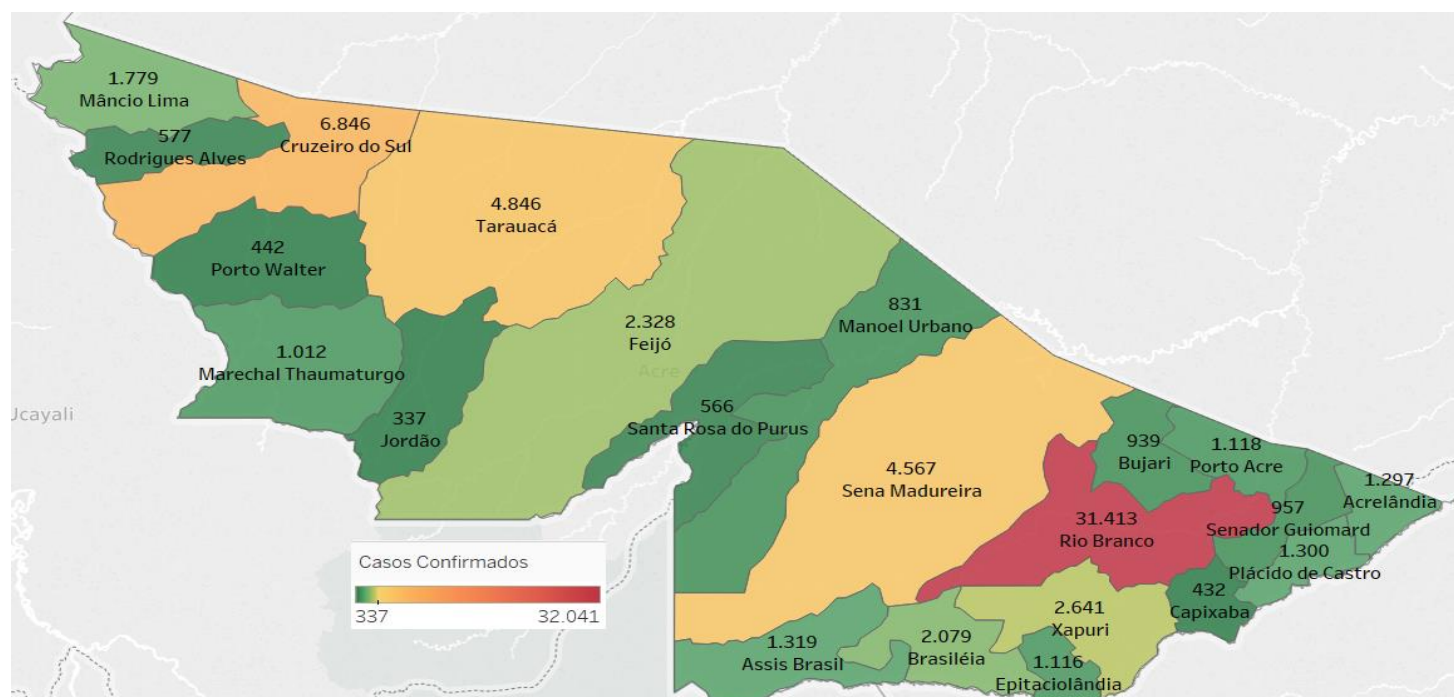 1.779
Mâncio Lima
577
Rodrigues Alves
6.846
Cruzeiro do Sul
4.846
Tarauacá
442
Porto Walter
831
Manoel Urbano
2.328
Feijó
Acre
1.012
Marechal Thaumaturgo
337
Jordão
566
Santa Rosa do Purus
Ucayali
4.567
Sena Madureira
939
Bujari
1.118
Porto Acre
1.297
Acrelândia
31.413
Rio Branco
957
Senador Guiomard
1.300
Plácido de Castro
432
Capixaba
2.641
Xapuri
2.079
Brasiléia
1.319
Assis Brasil
1.116
Epitaciolândia
Casos Confirmados
337
32.041